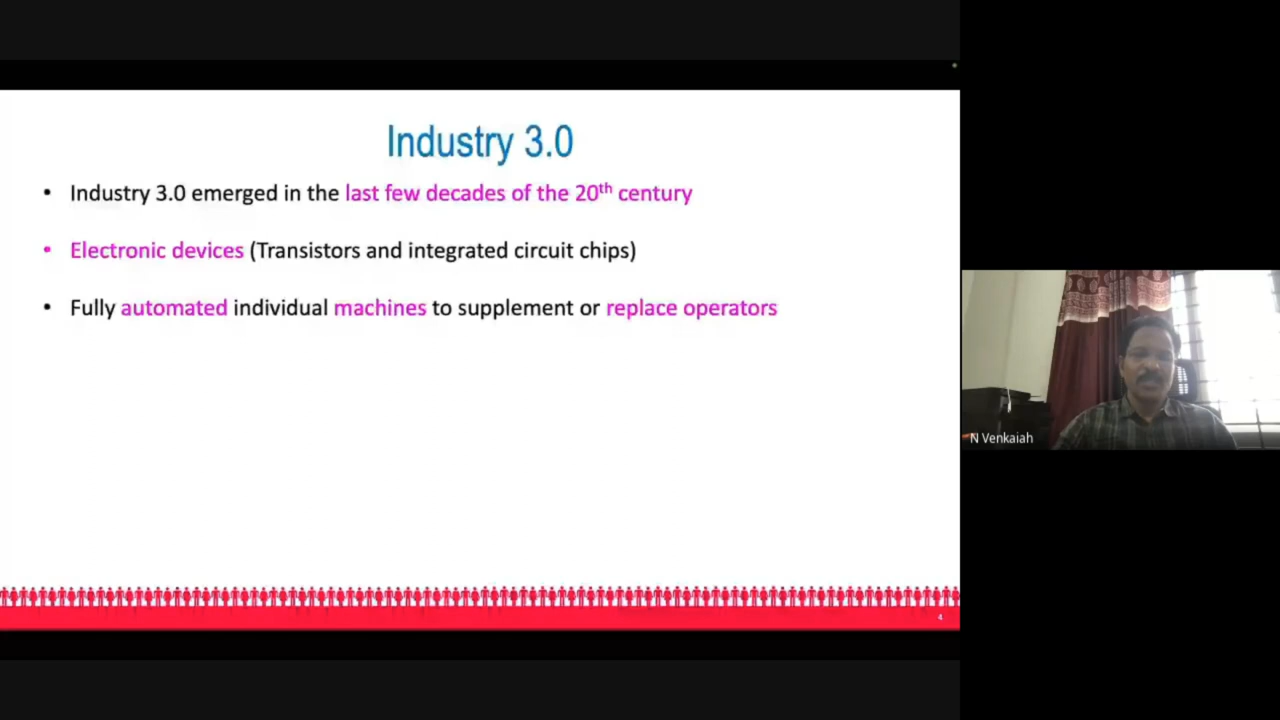 Industry 3.0
• Industry 3.0 emerged in the last few decades of the 20th century
• Electronic devices (Transistors and integrated circuit chips)
• Fully automated individual machines to supplement or replace operators
4
N Venkaiah